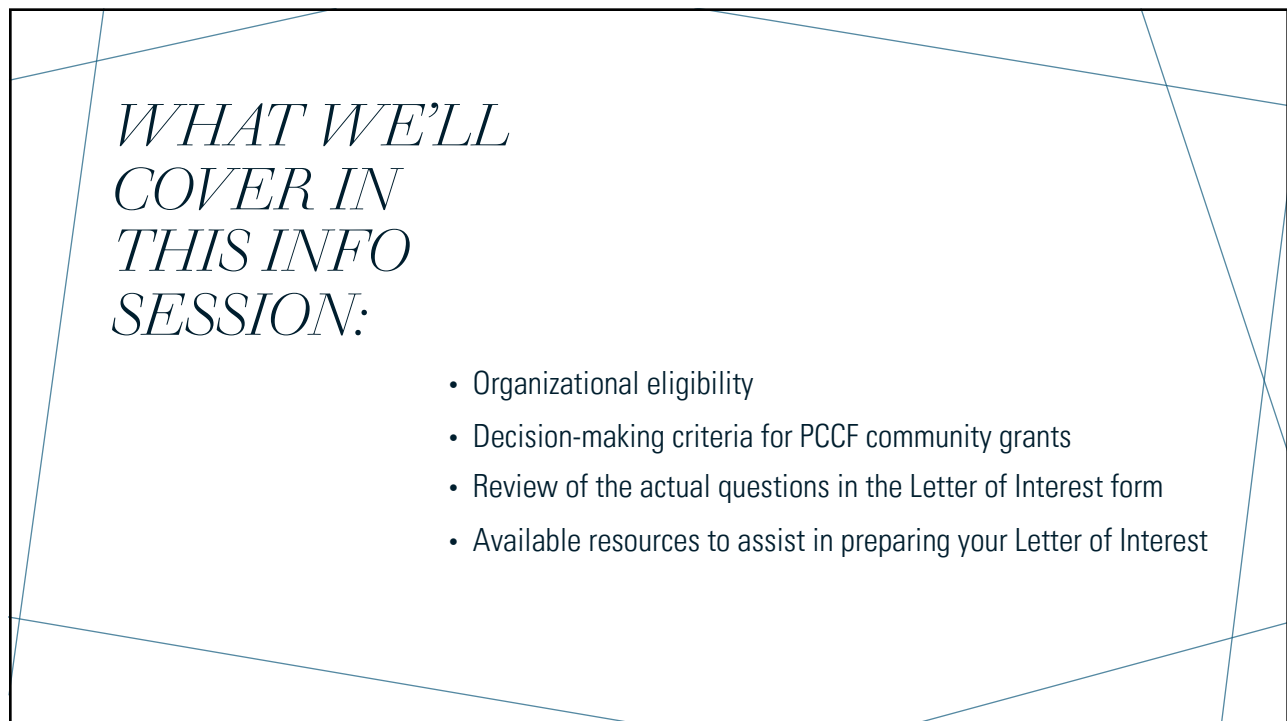 WHAT WE’LL
COVER IN
THIS INFO
SESSION:
• Organizational eligibility
• Decision-making criteria for PCCF community grants
• Review of the actual questions in the Letter of Interest form
• Available resources to assist in preparing your Letter of Interest